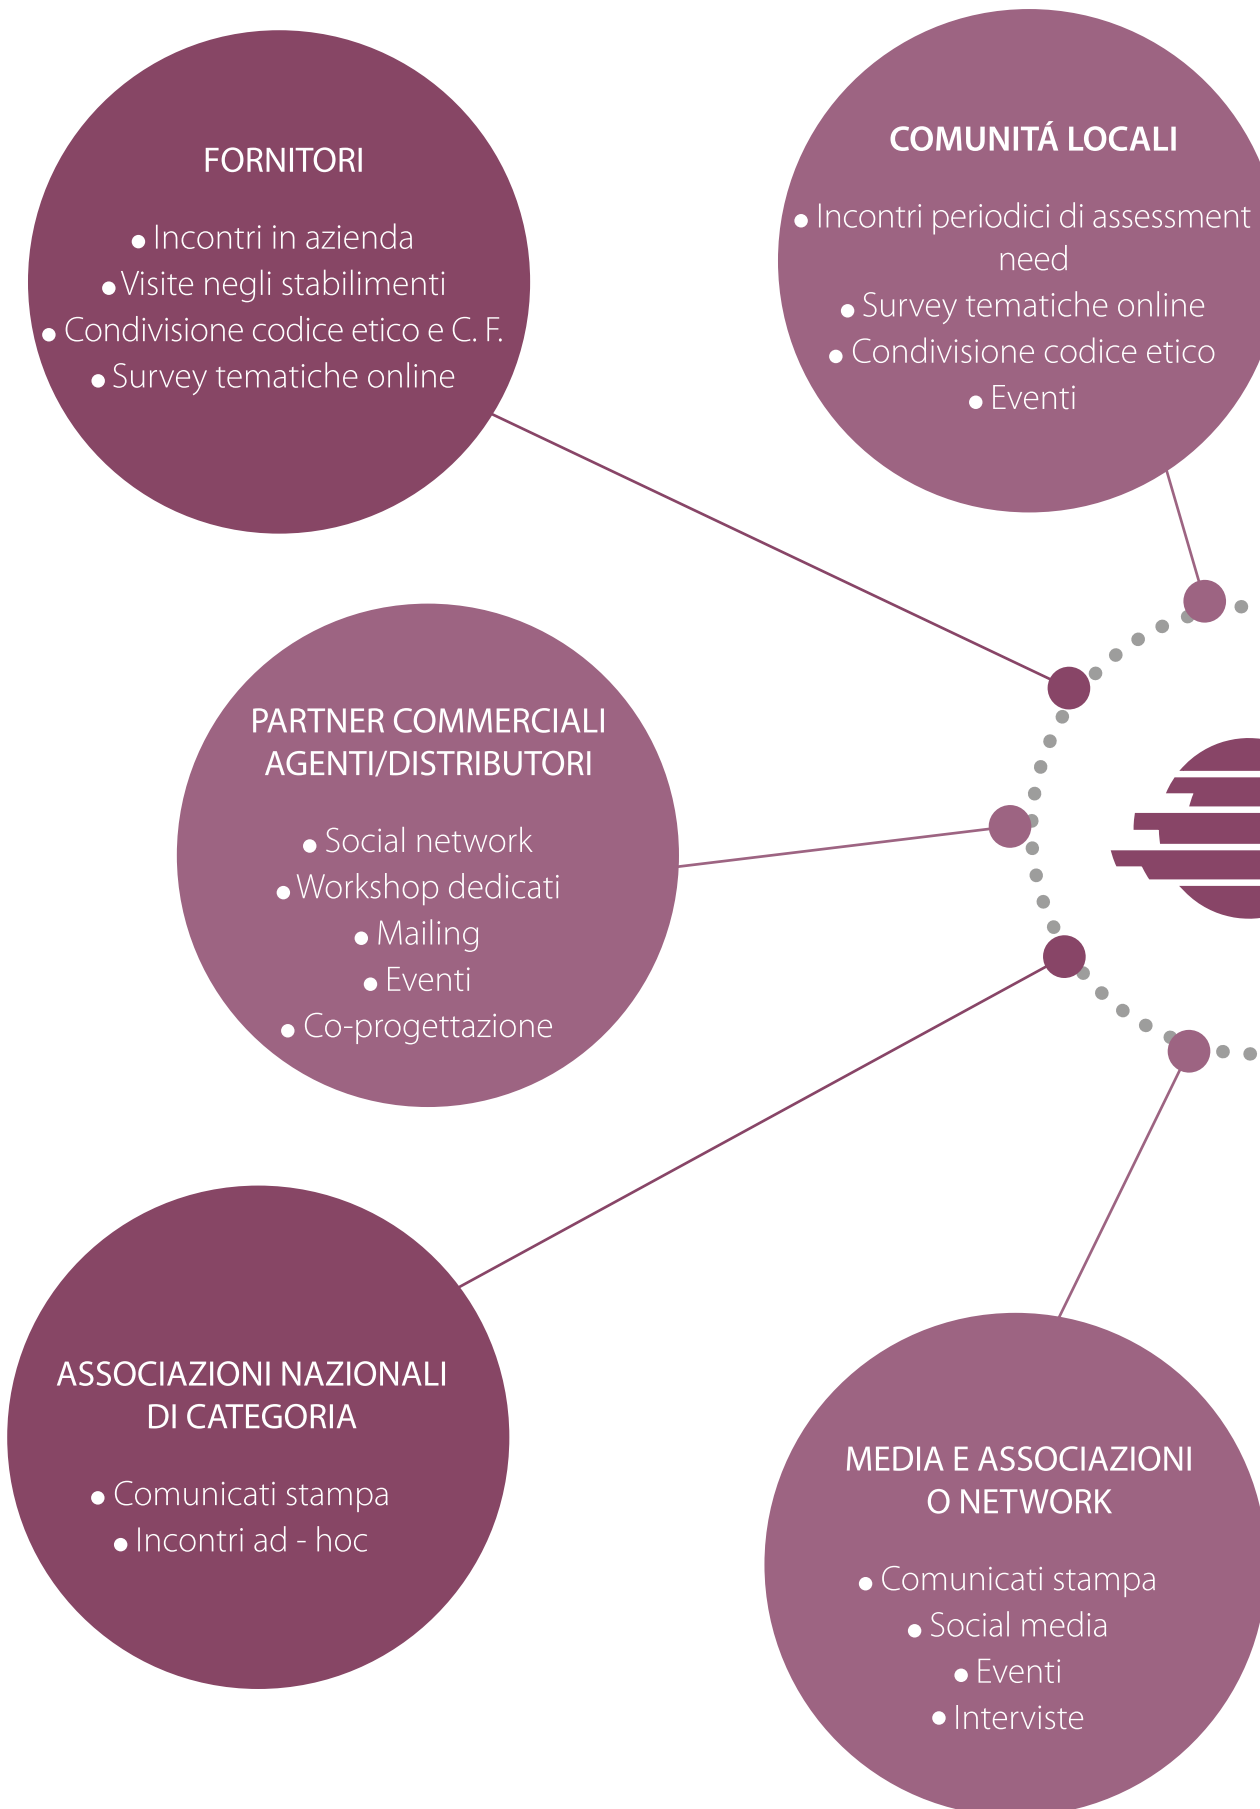 FORNITORI
● Incontri in azienda
● Visite negli stabilimenti
● Condivisione codice etico e C. F.
● Survey tematiche online
COMUNITÁ LOCALI
● Incontri periodici di assessment
need
● Survey tematiche online
● Condivisione codice etico
● Eventi
PARTNER COMMERCIALI
AGENTI/DISTRIBUTORI
● Social network
● Workshop dedicati
● Mailing
● Eventi
● Co-progettazione
ASSOCIAZIONI NAZIONALI
DI CATEGORIA
● Comunicati stampa
● Incontri ad - hoc
MEDIA E ASSOCIAZIONI
O NETWORK
● Comunicati stampa
● Social media
● Eventi
● Interviste